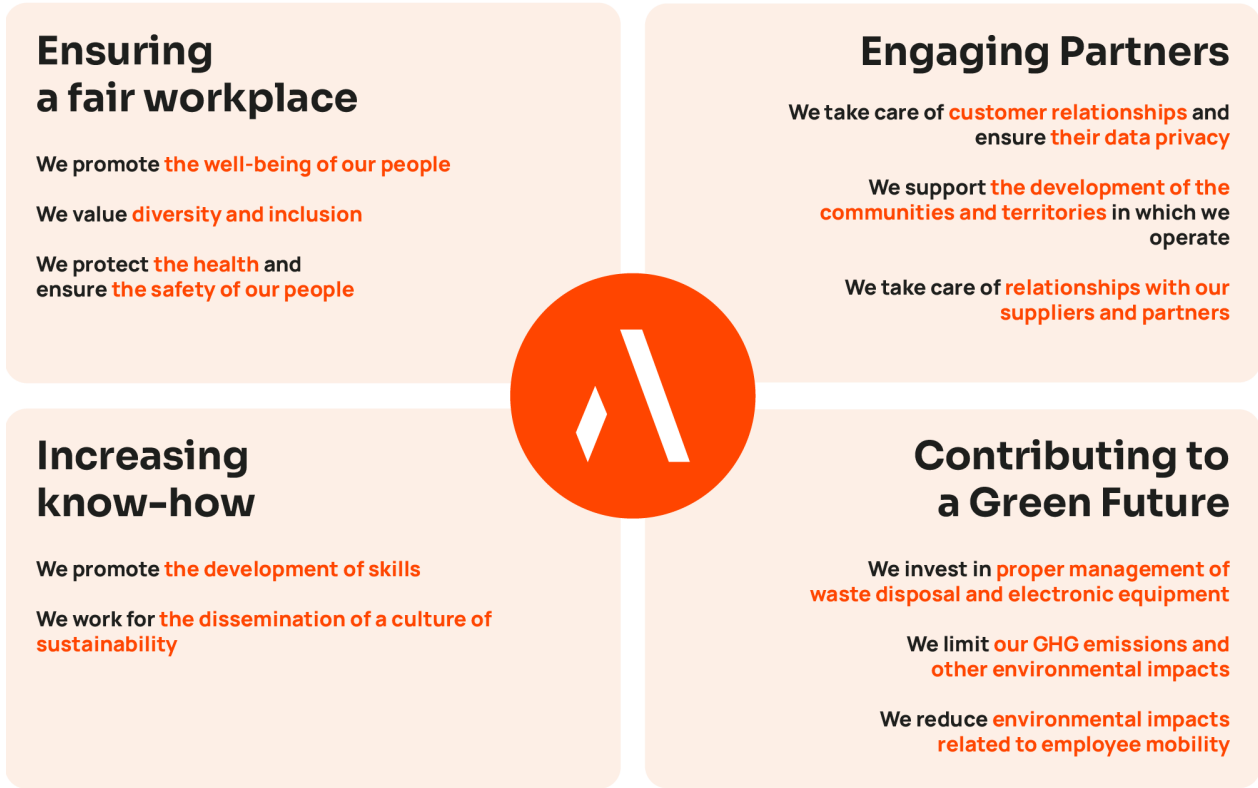 Ensuring
a fair workplace
We promote the well-being of our people
We value diversity and inclusion
We protect the health and
ensure the safety of our people
Engaging Partners
We take care of customer relationships and
ensure their data privacy
We support the development of the
communities and territories in which we
operate
We take care of relationships with our
suppliers and partners
Increasing
know-how
We promote the development of skills
We work for the dissemination of a culture of
sustainability
Contributing to
a Green Future
We invest in proper management of
waste disposal and electronic equipment
We limit our GHG emissions and
other environmental impacts
We reduce environmental impacts
related to employee mobility